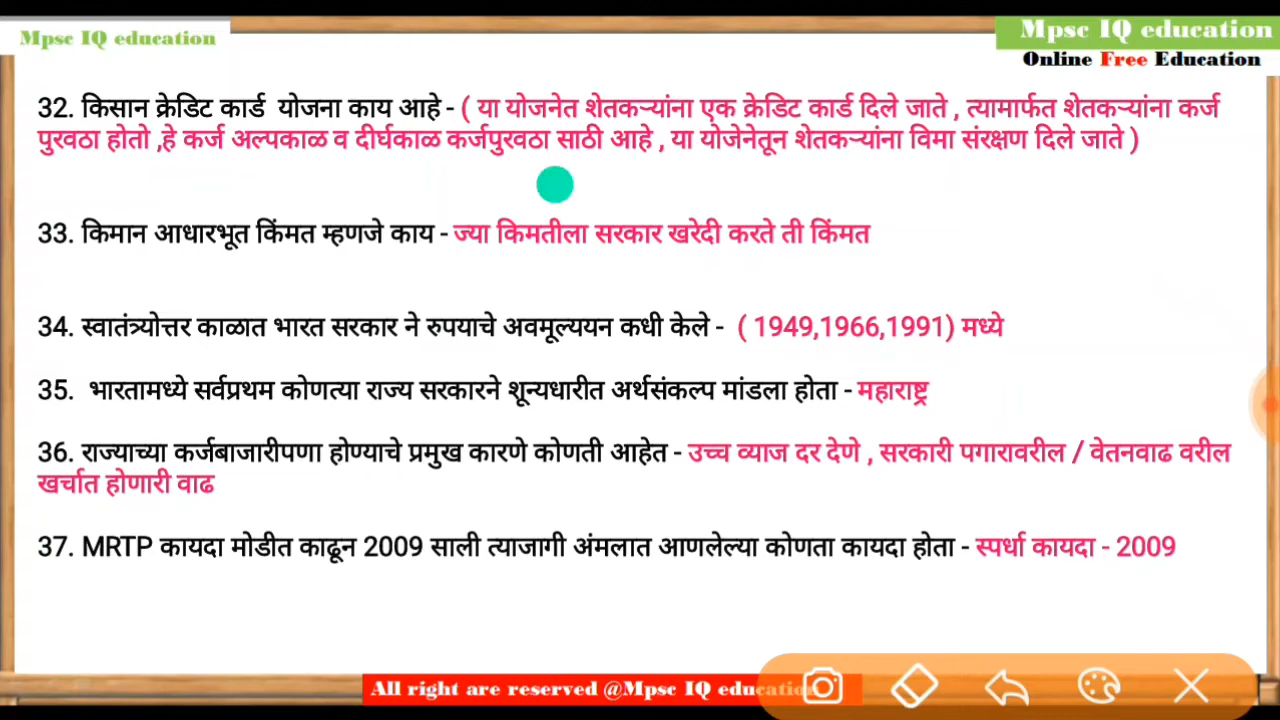 Mpsc IQ education
Mpsc IQ education
Online Free Education
32. किसान क्रेडिट कार्ड योजना काय आहे - ( या योजनेत शेतकऱ्यांना एक क्रेडिट कार्ड दिले जाते , त्यामार्फत शेतकऱ्यांना कर्ज
पुरवठा होतो ,हे कर्ज अल्पकाळ व दीर्घकाळ कर्जपुरवठा साठी आहे , या योजेनेतून शेतकऱ्यांना विमा संरक्षण दिले जाते )
33. किमान आधारभूत किंमत म्हणजे काय - ज्या किमतीला सरकार खरेदी करते ती किंमत
34. स्वातंत्र्योत्तर काळात भारत सरकार ने रुपयाचे अवमूल्ययन कधी केले - ( 1949,1966,1991) मध्ये
35. भारतामध्ये सर्वप्रथम कोणत्या राज्य सरकारने शून्यधारीत अर्थसंकल्प मांडला होता - महाराष्ट्र
36. राज्याच्या कर्जबाजारीपणा होण्याचे प्रमुख कारणे कोणती आहेत - उच्च व्याज दर देणे , सरकारी पगारावरील / वेतनवाढ वरील
खर्चात होणारी वाढ
37. MRTP कायदा मोडीत काढून 2009 साली त्याजागी अंमलात आणलेल्या कोणता कायदा होता - स्पर्धा कायदा - 2009
All right are reserved @Mpsc IQ education